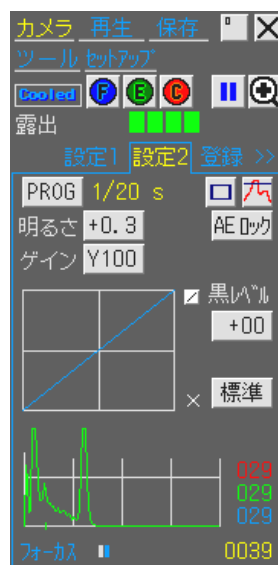 カメラ 再生 保存 ° ×
ツール セットアップ
Cooled F E C
露出
設定1 設定2 登録 >>
PROG 1/20 s
明るさ +0.3 AEロック
ゲイン Y100
黒レベル
+00
× 標準
029
029
029
フォーカス 0039